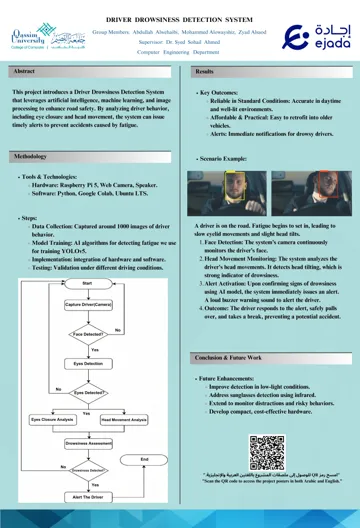 DRIVER DROWSINESS DETECTION SYSTEM
Qassim University
College of Computer
Group Members: Abdullah Alsobaihi, Mohammad Alowayshiz, Zyad Alsaud
Supervisor: Dr. Syed Sohail Ahmed
Computer Engineering Department
إجادة
ejada
Abstract
This project introduces a Driver Drowsiness Detection System
that leverages artificial intelligence, machine learning, and image
processing to enhance road safety. By analyzing driver behavior,
including eye closure and head movement, the system can issue
timely alerts to prevent accidents caused by fatigue.
Methodology
• Tools & Technologies:
◦ Hardware: Raspberry Pi 5, Web Camera, Speaker.
◦ Software: Python, Google Colab, Ubuntu LTS.
• Steps:
◦ Data Collection: Captured around 1000 images of driver
behavior.
◦ Model Training: AI algorithms for detecting fatigue we use
for training YOLOv5.
◦ Implementation: integration of hardware and software.
◦ Testing: Validation under different driving conditions.
Start
Capture Driver(Camera)
Face Detected?
No
Yes
Eyes Detection
No
Eyes Detected?
Yes
Eyes Closure Analysis
Head Movement Analysis
Drowsiness Assessment
End
No
Drowsiness Detected?
Yes
Alert The Driver
Results
• Key Outcomes:
◦ Reliable in Standard Conditions: Accurate in daytime
and well-lit environments.
◦ Affordable & Practical: Easy to retrofit into older
vehicles.
◦ Alerts: Immediate notifications for drowsy drivers.
• Scenario Example:
A driver is on the road. Fatigue begins to set in, leading to
slow eyelid movements and slight head tilts.
1. Face Detection: The system's camera continuously
monitors the driver's face.
2. Head Movement Monitoring: The system analyzes the
driver's head movements. It detects head tilting, which is
strong indicator of drowsiness.
3. Alert Activation: Upon confirming signs of drowsiness
using AI model, the system immediately issues an alert.
A loud buzzer warning sound to alert the driver.
4. Outcome: The driver responds to the alert, safely pulls
over, and takes a break, preventing a potential accident.
Conclusion & Future Work
• Future Enhancements:
◦ Improve detection in low-light conditions.
◦ Address sunglasses detection using infrared.
◦ Extend to monitor distractions and risky behaviors.
◦ Develop compact, cost-effective hardware.
"امسح رمز QR للوصول إلى ملصقات المشروع باللغتين العربية والإنجليزية."
"Scan the QR code to access the project posters in both Arabic and English."